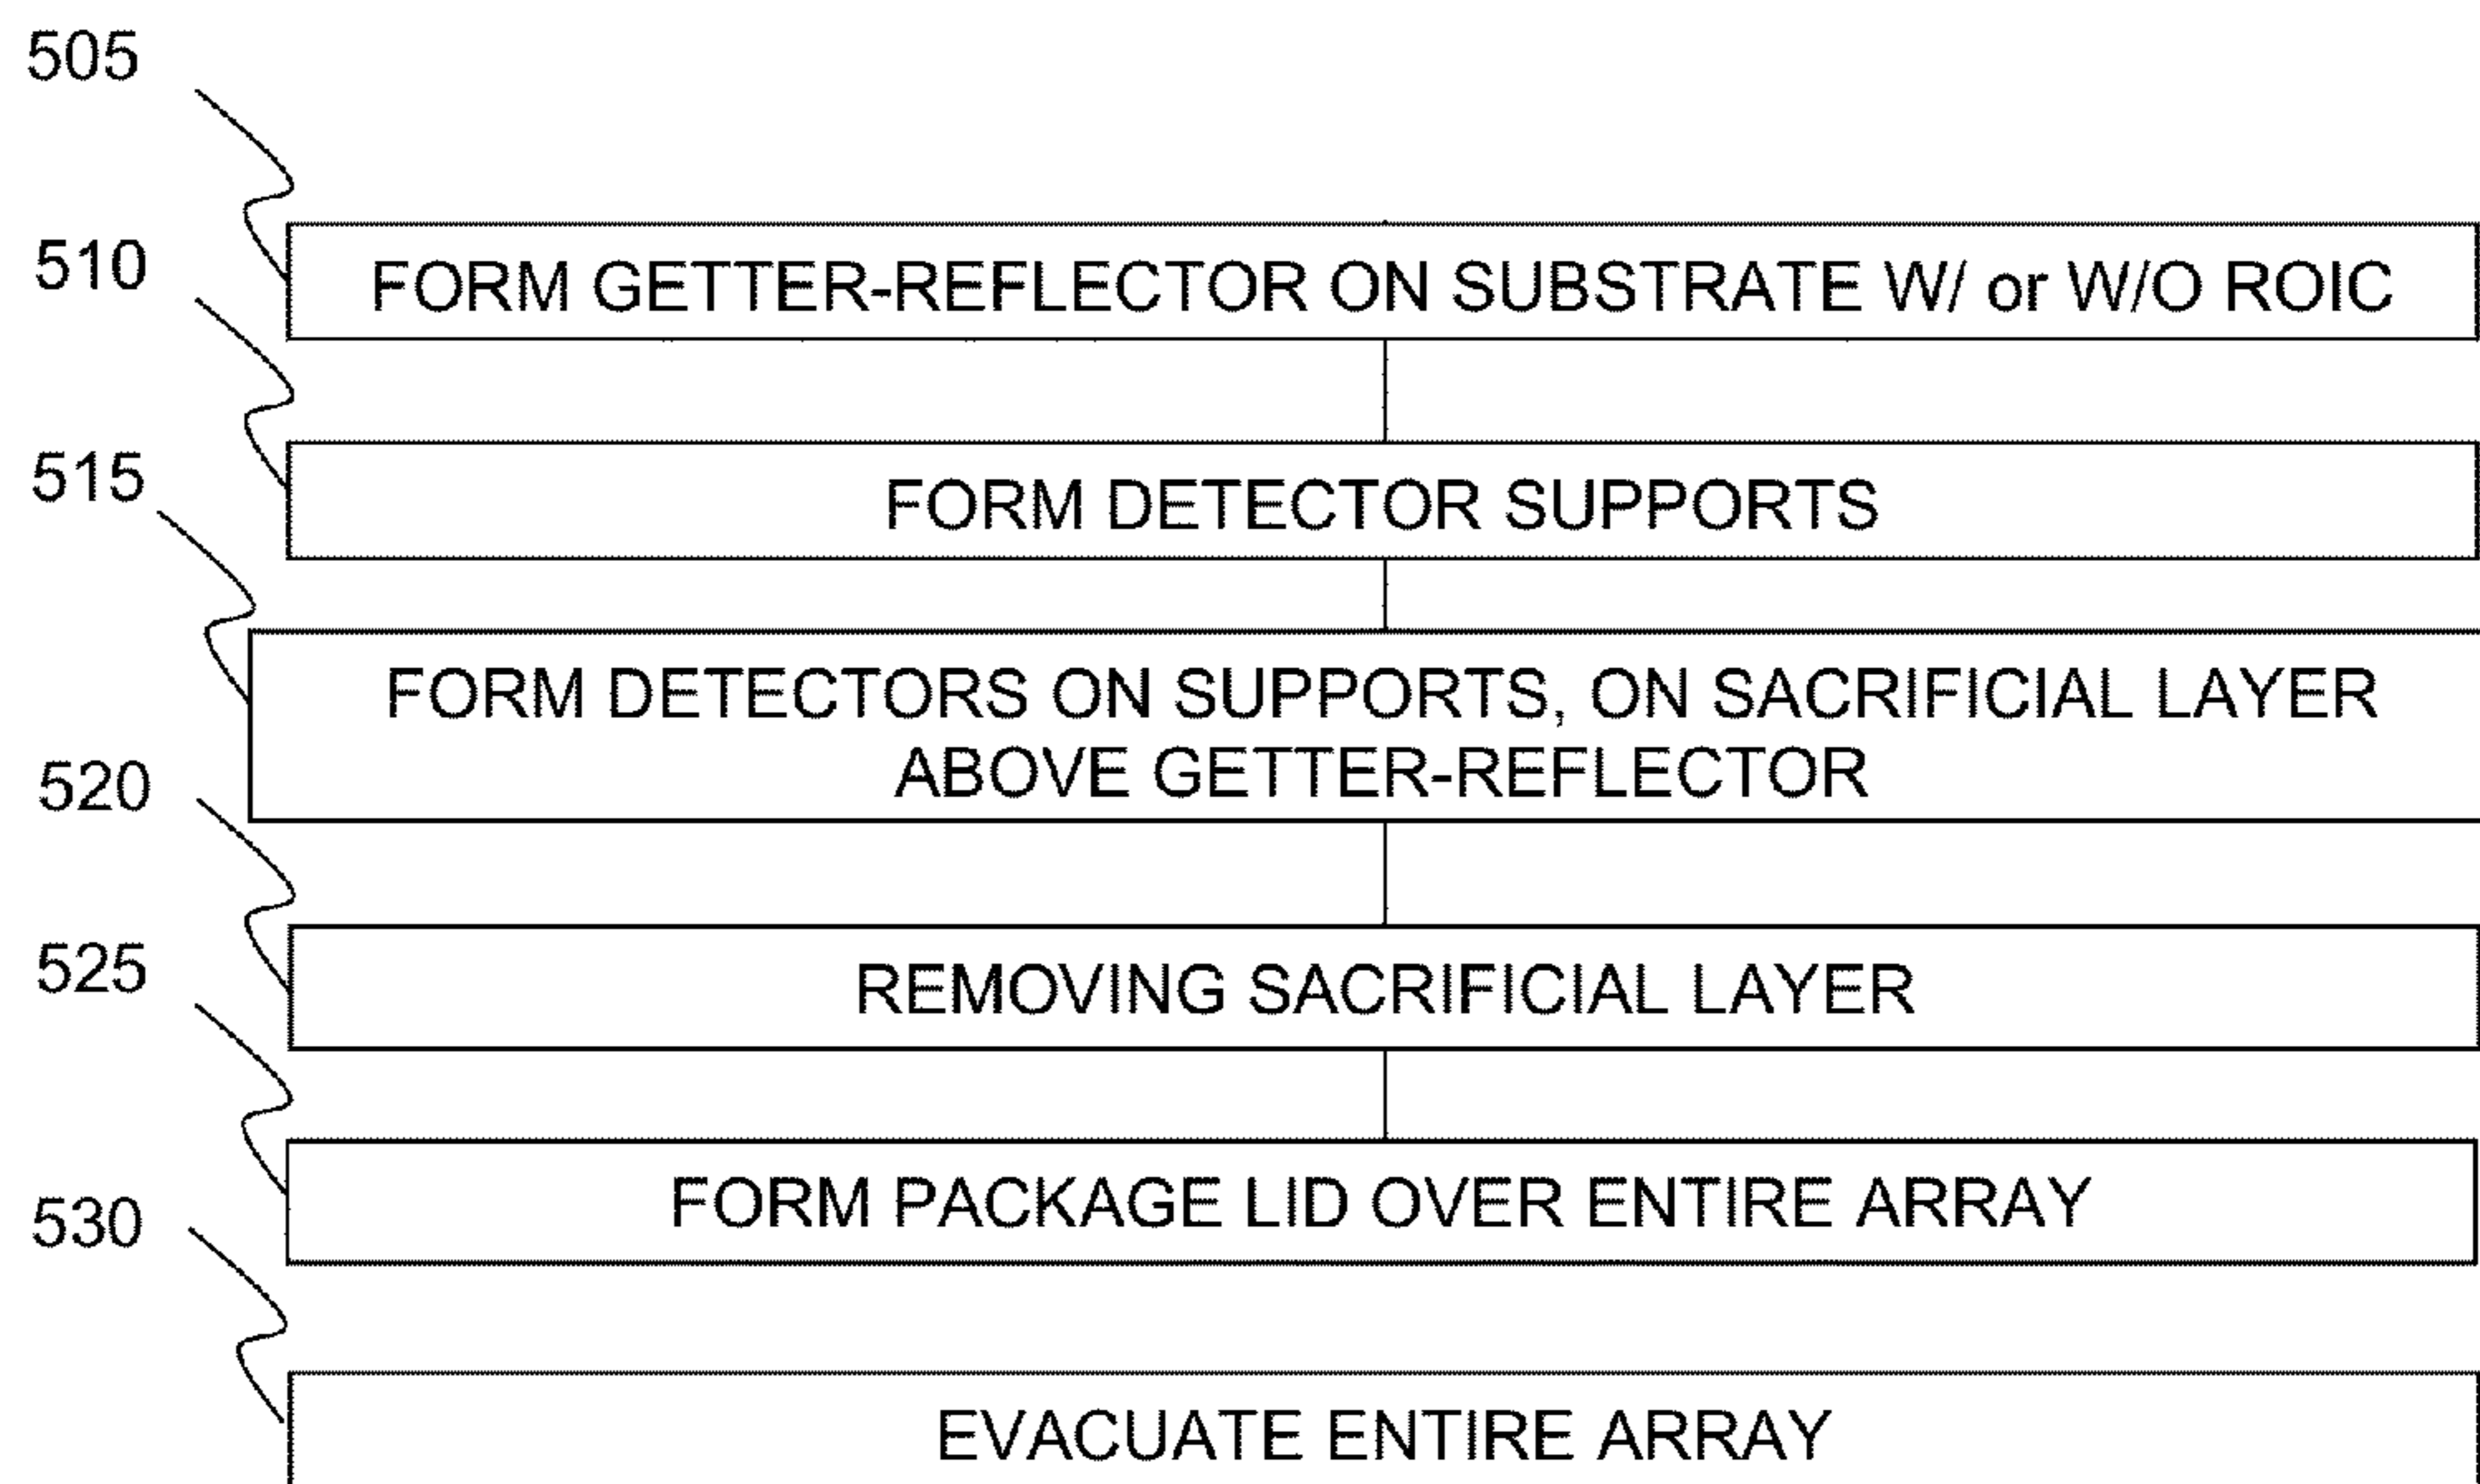 505
FORM GETTER-REFLECTOR ON SUBSTRATE W/ or W/O ROIC
510
FORM DETECTOR SUPPORTS
515
FORM DETECTORS ON SUPPORTS, ON SACRIFICIAL LAYER
ABOVE GETTER-REFLECTOR
520
REMOVING SACRIFICIAL LAYER
525
FORM PACKAGE LID OVER ENTIRE ARRAY
530
EVACUATE ENTIRE ARRAY